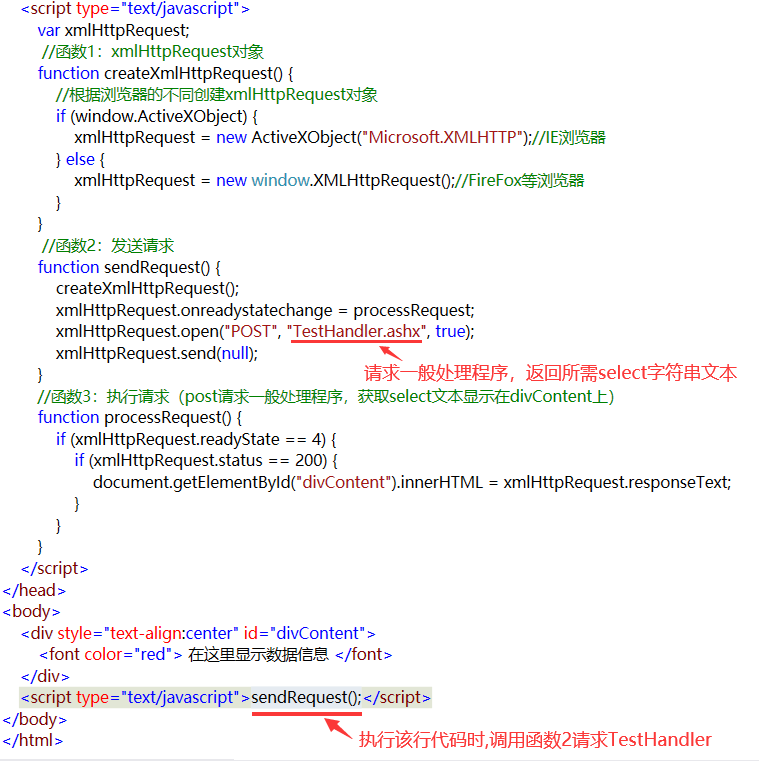 <script type="text/javascript">
var xmlHttpRequest;
//函数1：xmlHttpRequest对象
function createXmlHttpRequest() {
//根据浏览器的不同创建xmlHttpRequest对象
if (window.ActiveXObject) {
xmlHttpRequest = new ActiveXObject("Microsoft.XMLHTTP");//IE浏览器
} else {
xmlHttpRequest = new window.XMLHttpRequest();//FireFox等浏览器
}
}
//函数2：发送请求
function sendRequest() {
createXmlHttpRequest();
xmlHttpRequest.onreadystatechange = processRequest;
xmlHttpRequest.open("POST", "TestHandler.ashx", true);
xmlHttpRequest.send(null);
请求一般处理程序，返回所需select字符串文本
}
//函数3：执行请求（post请求一般处理程序，获取select文本显示在divContent上）
function processRequest() {
if (xmlHttpRequest.readyState == 4) {
if (xmlHttpRequest.status == 200) {
document.getElementById("divContent").innerHTML = xmlHttpRequest.responseText;
}
}
}
</script>
</head>
<body>
<div style="text-align:center" id="divContent">
<font color="red"> 在这里显示数据信息 </font>
</div>
<script type="text/javascript">sendRequest();</script>
</body>
</html>
执行该行代码时,调用函数2请求TestHandler